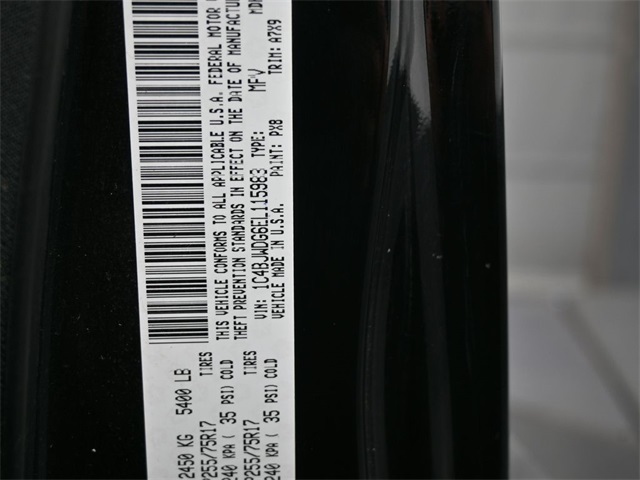 2450 KG 5400 LB
P255/75R17 TIRES
240 KPA ( 35 PSI) COLD
P255/75R17 TIRES
240 KPA ( 35 PSI) COLD
THIS VEHICLE CONFORMS TO ALL APPLICABLE U.S.A. FEDERAL MOTOR
THEFT PREVENTION STANDARDS IN EFFECT ON THE DATE OF MANUFACTUR
VIN: 1C4BJWDG6EL115983 TYPE: MPV MD
VEHICLE MADE IN U.S.A. PAINT: PX8 TRIM: A7X9